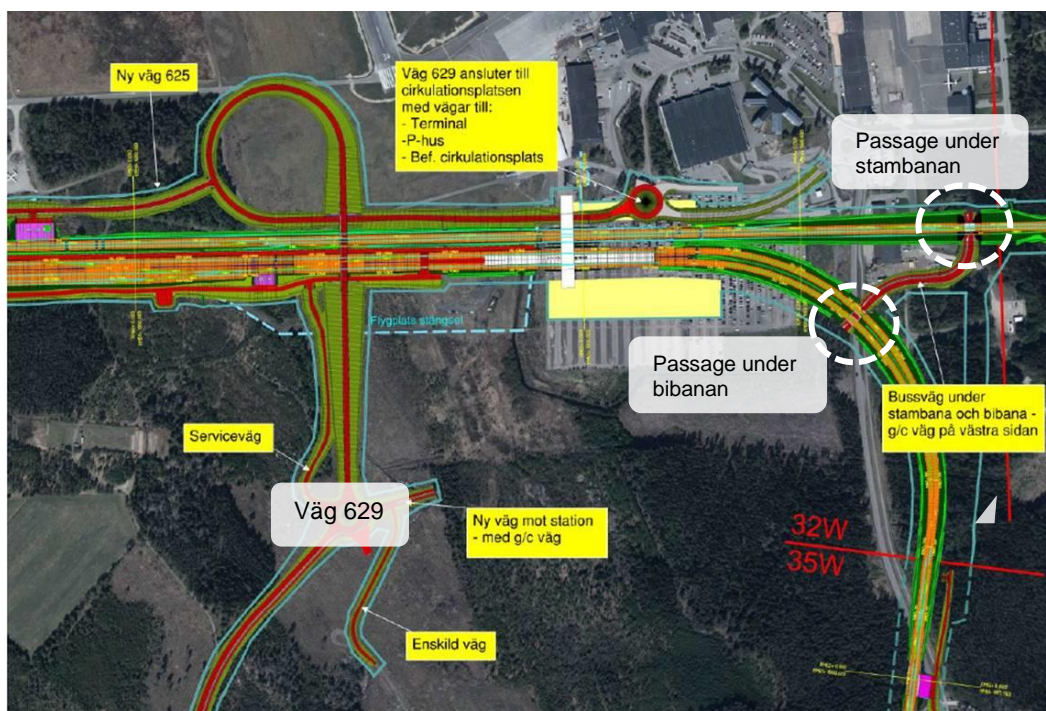 Ny väg 625
Väg 629 ansluter till
cirkulationsplatsen
med vägar till:
- Terminal
-P-hus
- Bef. cirkulationsplats
Passage under
stambanan
Flygplats stängsel
Passage under
bibanan
Bussväg under
stambana och bibana -
g/c väg på västra sidan
Serviceväg
Väg 629
Ny väg mot station
- med g/c väg
32W
35W
Enskild väg